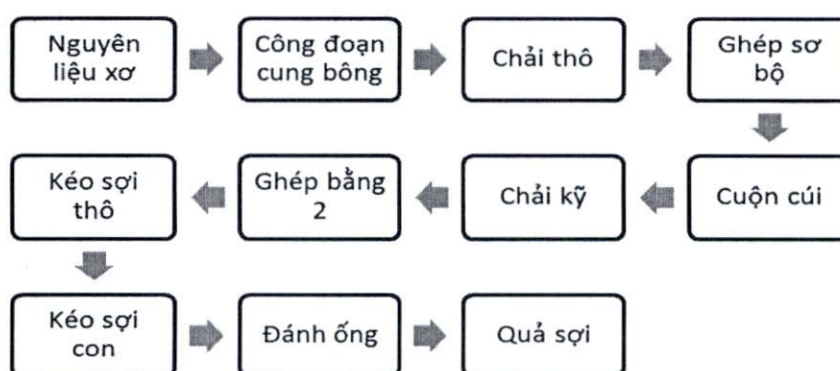 Nguyên
liệu xơ
Công đoạn
cung bông
Chải thô
Ghép sơ
bộ
Cuộn cúi
Chải kỹ
Ghép bằng
2
Kéo sợi
thô
Kéo sợi
con
Đánh ống
Quả sợi